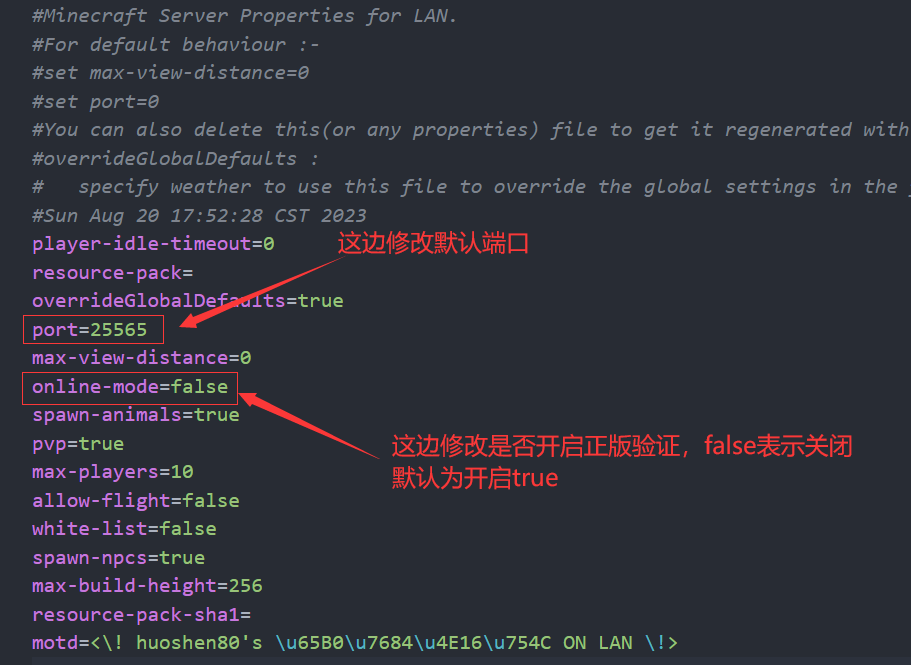 #Minecraft Server Properties for LAN.
#For default behaviour :-
#set max-view-distance=0
#set port=0
#You can also delete this(or any properties) file to get it regenerated with
#overrideGlobalDefaults :
#   specify weather to use this file to override the global settings in the
#Sun Aug 20 17:52:28 CST 2023
player-idle-timeout=0
这边修改默认端口
resource-pack=
overrideGlobalDefaults=true
port=25565
max-view-distance=0
online-mode=false
spawn-animals=true
pvp=true
这边修改是否开启正版验证，false表示关闭
默认为开启true
max-players=10
allow-flight=false
white-list=false
spawn-npcs=true
max-build-height=256
resource-pack-sha1=
motd=<\! huoshen80's \u65B0\u7684\u4E16\u754C ON LAN \!>